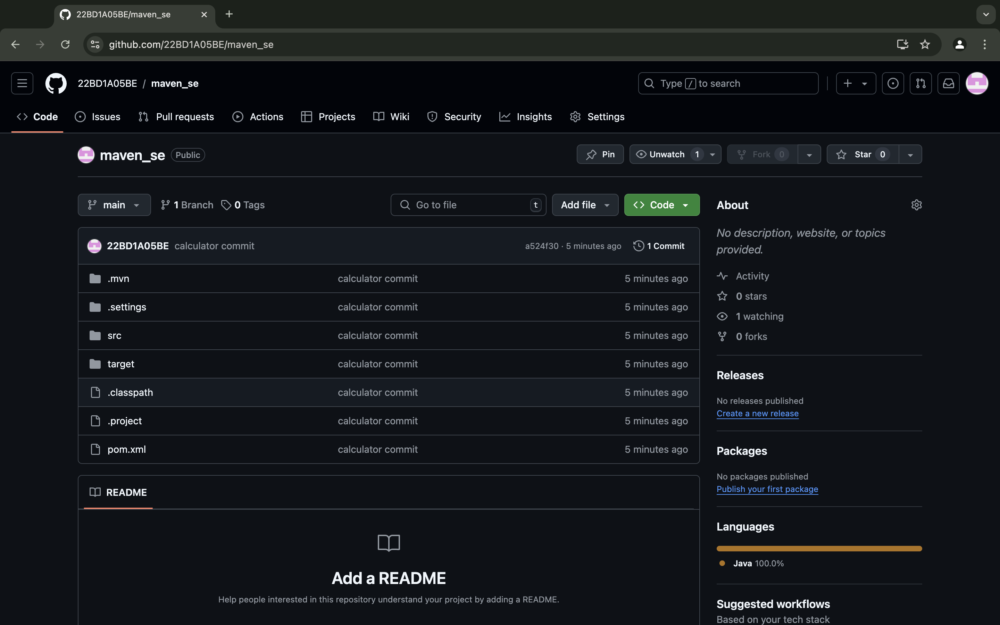 22BD1A05BE/maven_se
github.com/22BD1A05BE/maven_se
22BD1A05BE / maven_se
Type / to search
Code Issues Pull requests Actions Projects Wiki Security Insights Settings
maven_se Public
Pin Unwatch 1 Fork 0 Star 0
main 1 Branch 0 Tags
Go to file t Add file Code
22BD1A05BE calculator commit a524f30 · 5 minutes ago 1 Commit
.mvn calculator commit 5 minutes ago
.settings calculator commit 5 minutes ago
src calculator commit 5 minutes ago
target calculator commit 5 minutes ago
.classpath calculator commit 5 minutes ago
.project calculator commit 5 minutes ago
pom.xml calculator commit 5 minutes ago
README
Add a README
Help people interested in this repository understand your project by adding a README.
About
No description, website, or topics
provided.
Activity
0 stars
1 watching
0 forks
Releases
No releases published
Create a new release
Packages
No packages published
Publish your first package
Languages
Java 100.0%
Suggested workflows
Based on your tech stack